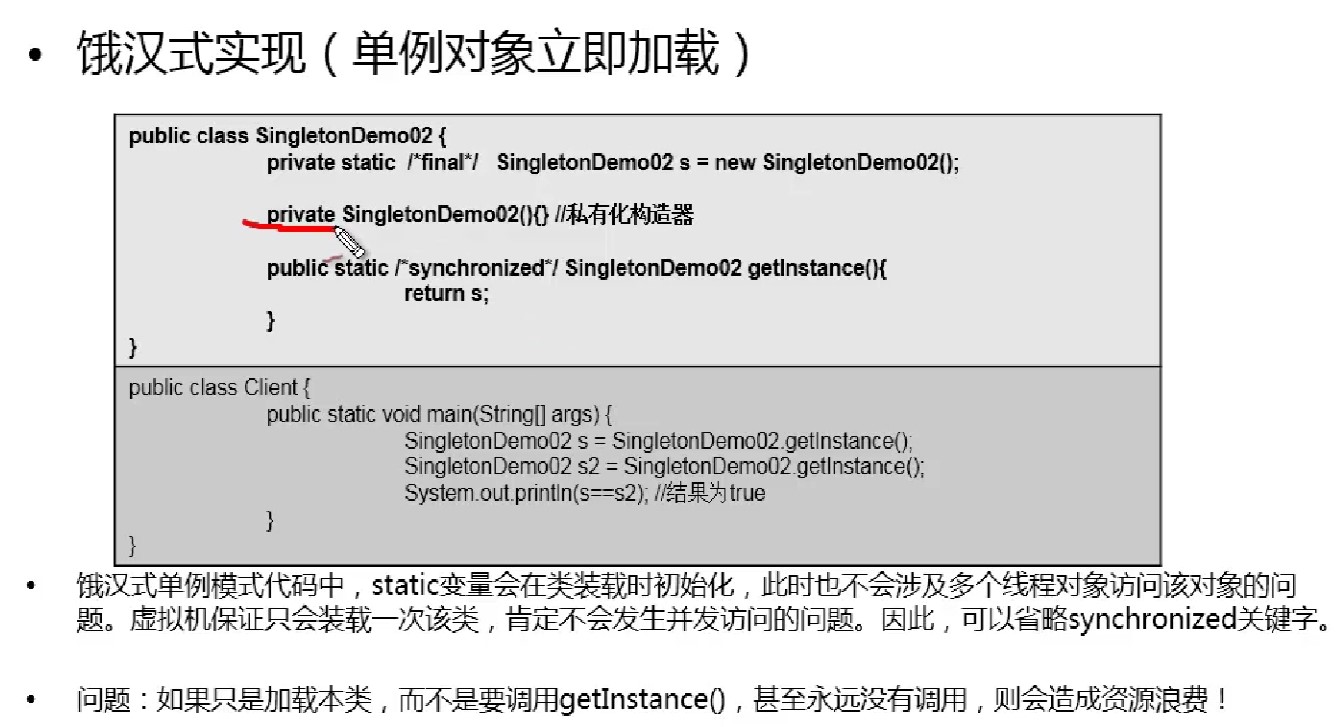 • 饿汉式实现（单例对象立即加载）
public class SingletonDemo02 {
private static /*final*/ SingletonDemo02 s = new SingletonDemo02();
private SingletonDemo02(){} //私有化构造器
public static /*synchronized*/ SingletonDemo02 getInstance(){
return s;
}
}
public class Client {
public static void main(String[] args) {
SingletonDemo02 s = SingletonDemo02.getInstance();
SingletonDemo02 s2 = SingletonDemo02.getInstance();
System.out.println(s==s2); //结果为true
}
}
• 饿汉式单例模式代码中，static变量会在类装载时初始化，此时也不会涉及多个线程对象访问该对象的问
题。虚拟机保证只会装载一次该类，肯定不会发生并发访问的问题。因此，可以省略synchronized关键字。
• 问题：如果只是加载本类，而不是要调用getInstance()，甚至永远没有调用，则会造成资源浪费！